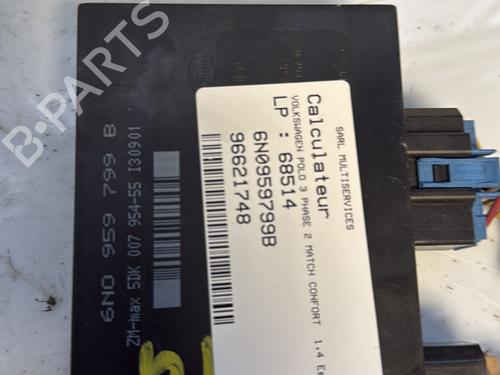 B-PARTS
6N0 959 799 B
ZM-max 5DK 007 954-55 I30901
SARL MULTISERVICES
Calculateur
VOLKSWAGEN POLO 3 PHASE 2 MATCH CONFORT 1.4 Es
LP : 68514
6N0959799B
96621748